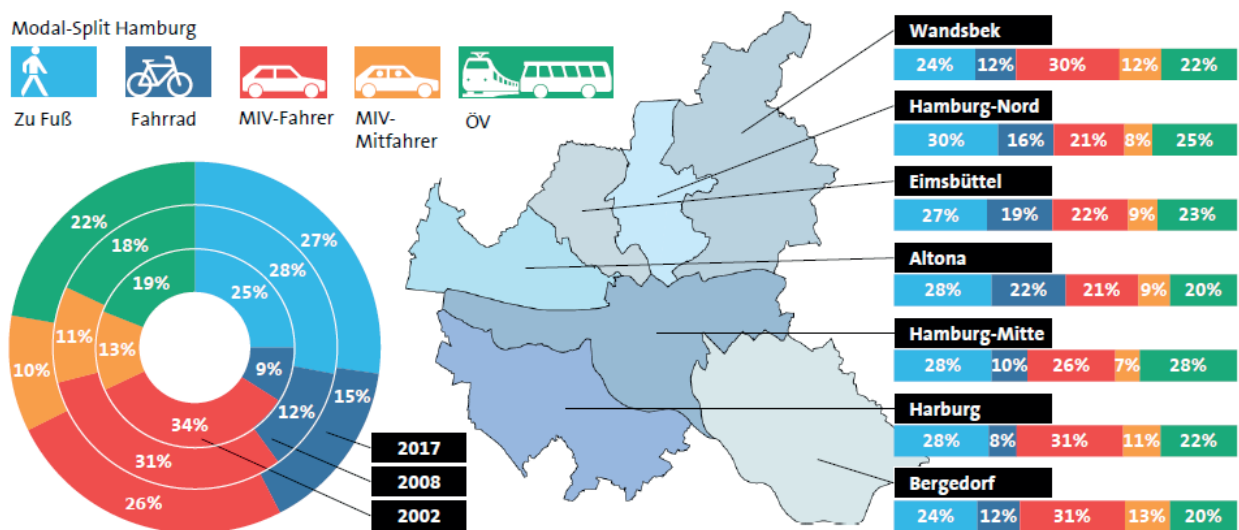 Modal-Split Hamburg
Zu Fuß
Fahrrad
MIV-Fahrer
MIV-
Mitfahrer
ÖV
22%
18%
19%
27%
28%
25%
11%
13%
10%
9%
12%
15%
34%
31%
26%
2017
2008
2002
Wandsbek
24% 12% 30% 12% 22%
Hamburg-Nord
30% 16% 21% 8% 25%
Eimsbüttel
27% 19% 22% 9% 23%
Altona
28% 22% 21% 9% 20%
Hamburg-Mitte
28% 10% 26% 7% 28%
Harburg
28% 8% 31% 11% 22%
Bergedorf
24% 12% 31% 13% 20%